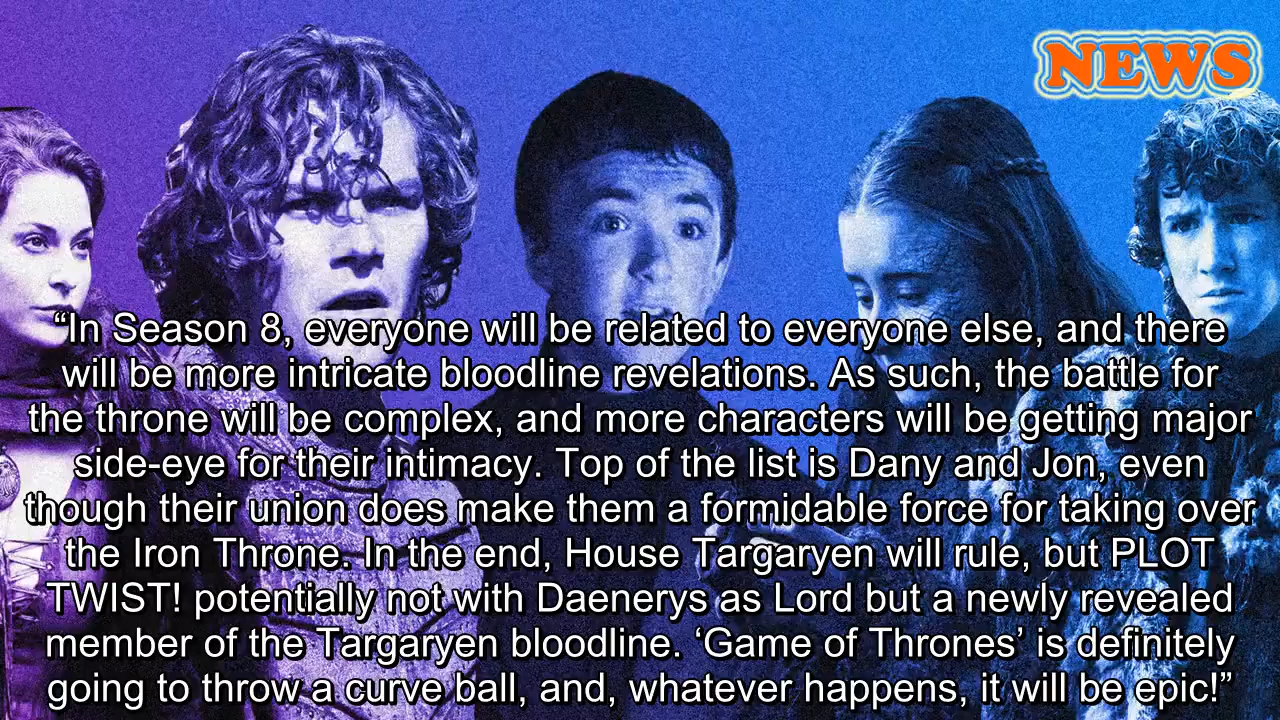 NEWS
“In Season 8, everyone will be related to everyone else, and there
will be more intricate bloodline revelations. As such, the battle for
the throne will be complex, and more characters will be getting major
side-eye for their intimacy. Top of the list is Dany and Jon, even
though their union does make them a formidable force for taking over
the Iron Throne. In the end, House Targaryen will rule, but PLOT
TWIST! potentially not with Daenerys as Lord but a newly revealed
member of the Targaryen bloodline. ‘Game of Thrones’ is definitely
going to throw a curve ball, and, whatever happens, it will be epic!”